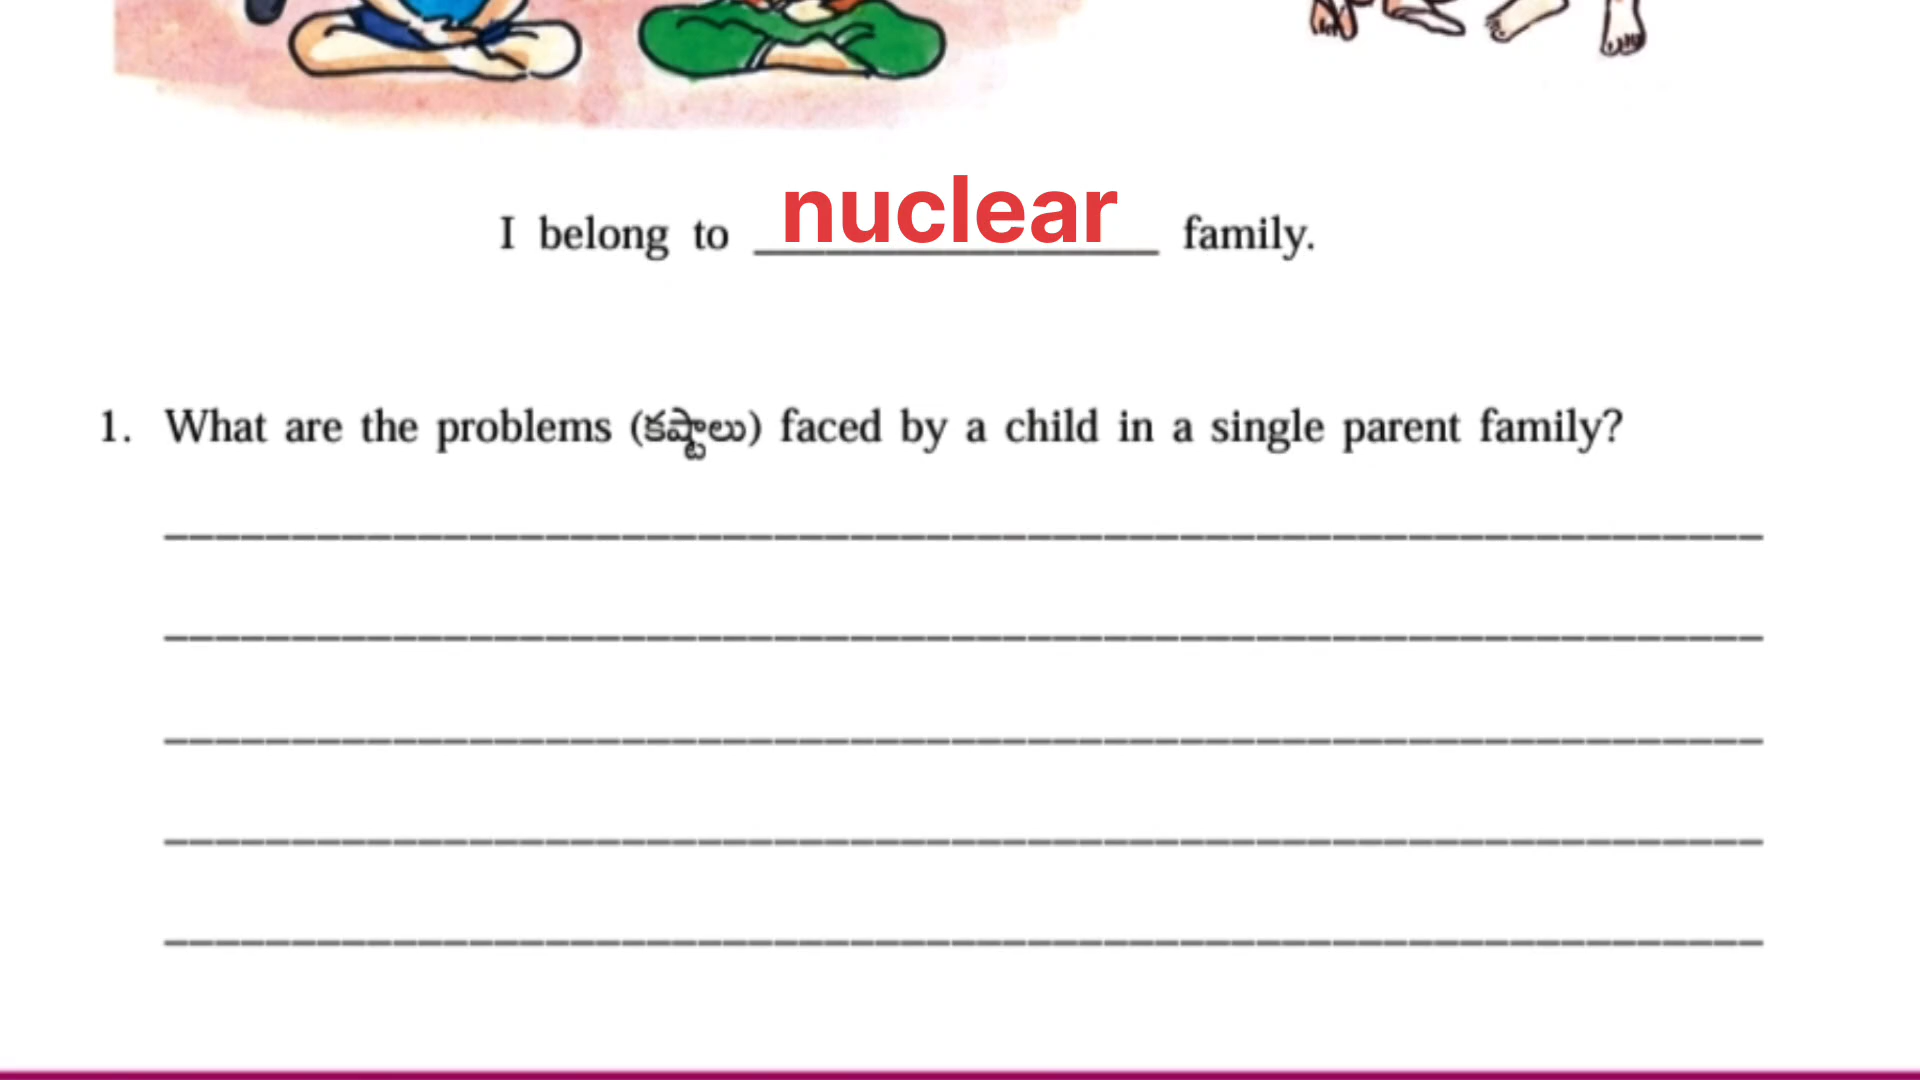 I belong to nuclear family.
1. What are the problems (కష్టాలు) faced by a child in a single parent family?